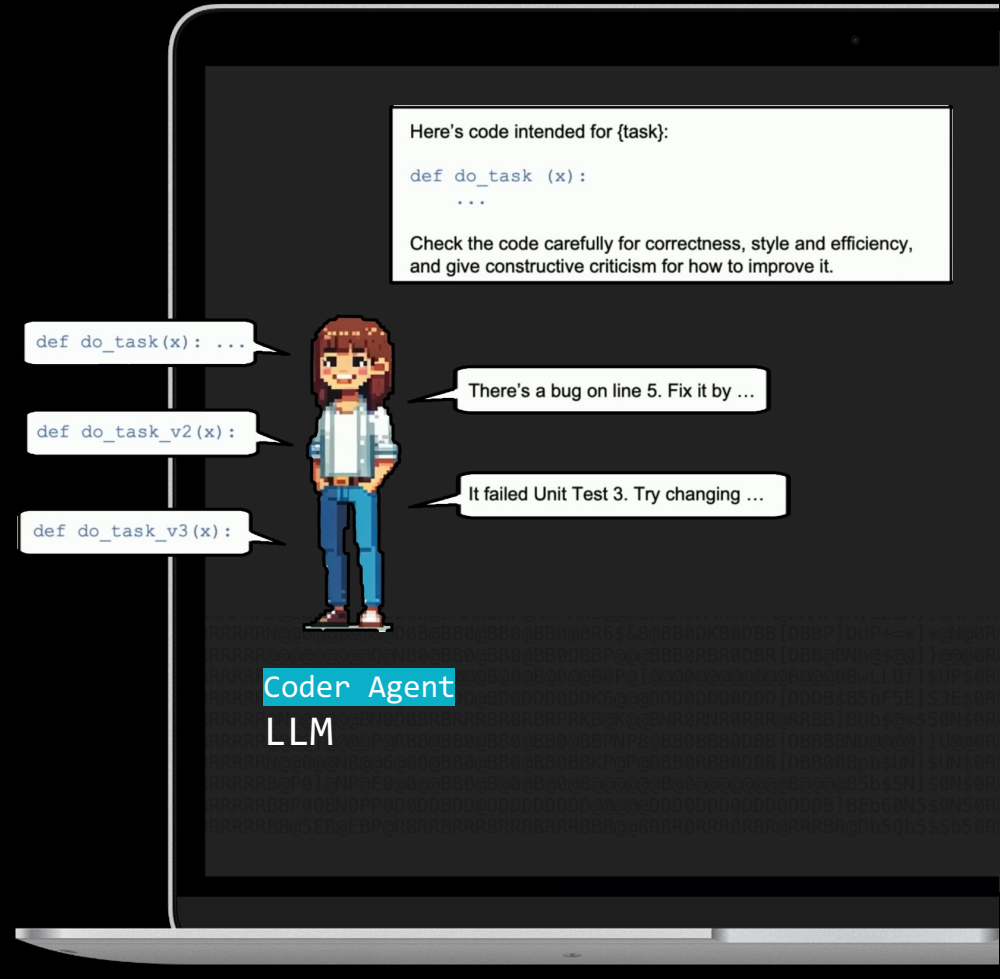 Here's code intended for {task}:
def do_task (x):
...
Check the code carefully for correctness, style and efficiency,
and give constructive criticism for how to improve it.
def do_task(x): ...
There's a bug on line 5. Fix it by ...
def do_task_v2(x):
It failed Unit Test 3. Try changing ...
def do_task_v3(x):
Coder Agent
LLM